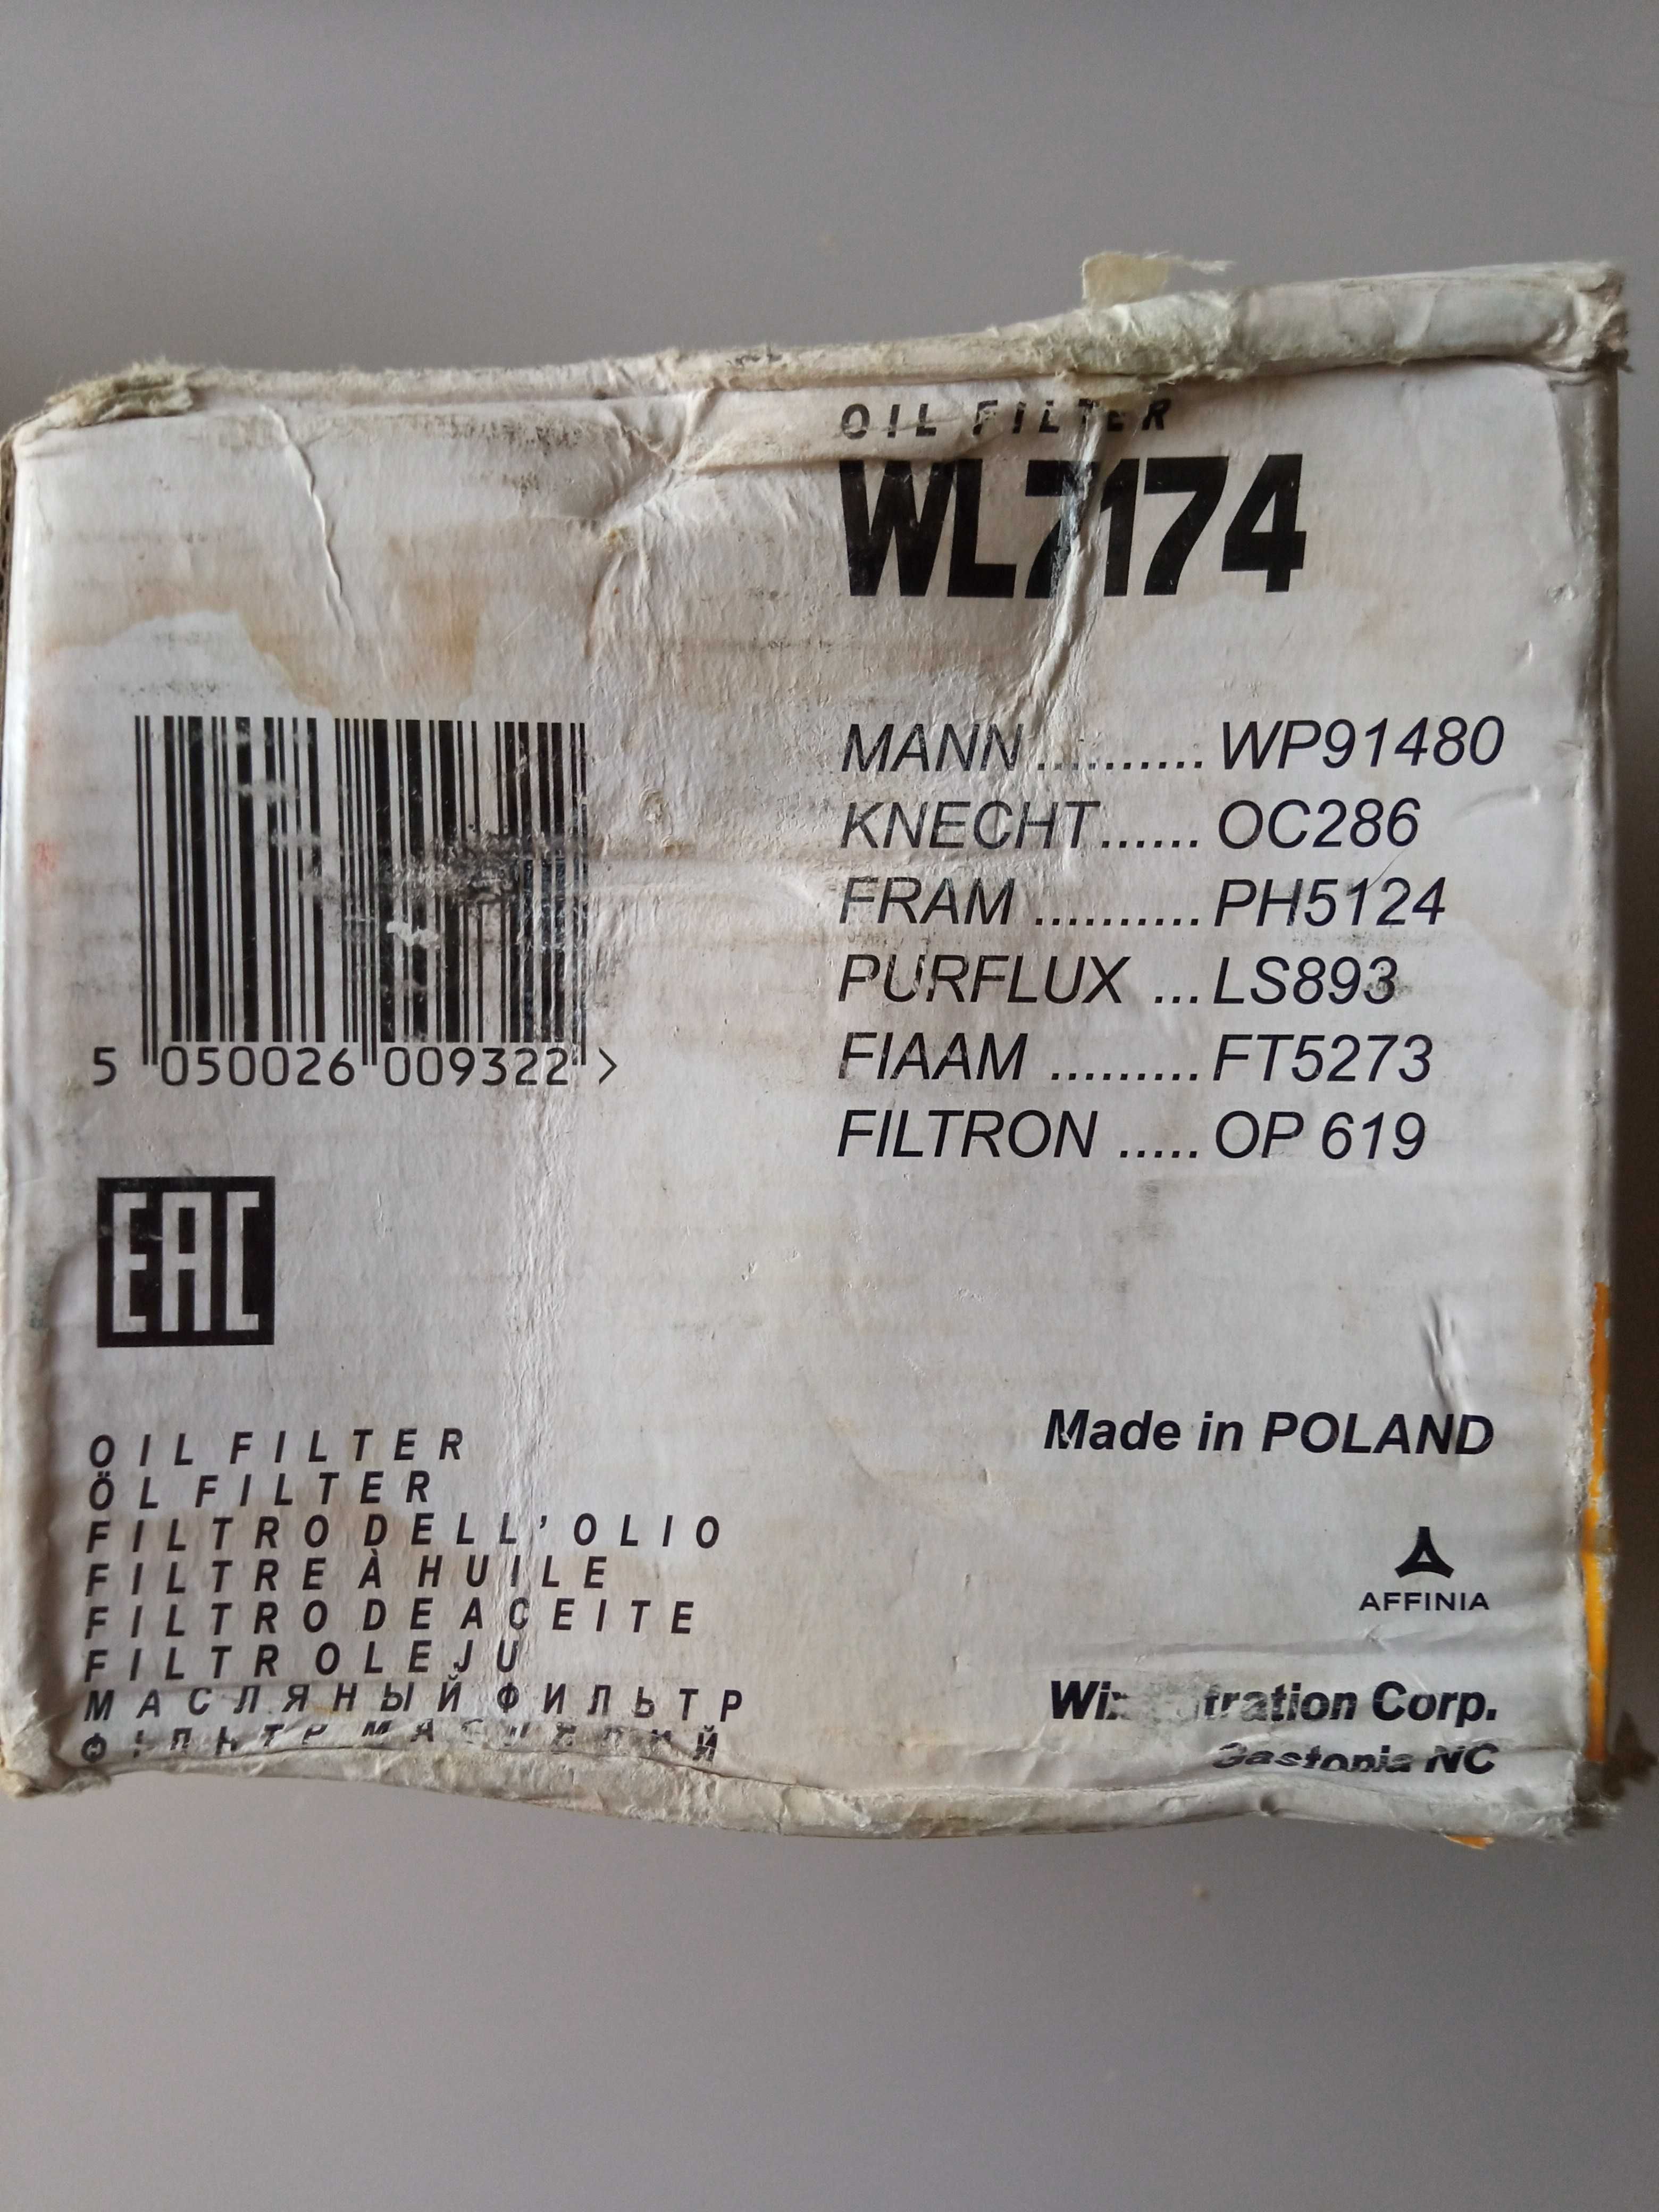 OIL FILTER
WL7174
MANN .......... WP91480
KNECHT ...... OC286
FRAM .......... PH5124
PURFLUX ... LS893
FIAAM ......... FT5273
FILTRON ..... OP 619
5 050026 009322 >
EAC
OIL FILTER
ÖL FILTER
FILTRO DELL'OLIO
FILTRE À HUILE
FILTRO DE ACEITE
FILTR OLEJU
МАСЛЯНЫЙ ФИЛЬТР
ФІЛЬТР
Made in POLAND
AFFINIA
Corp.
Gastonia NC